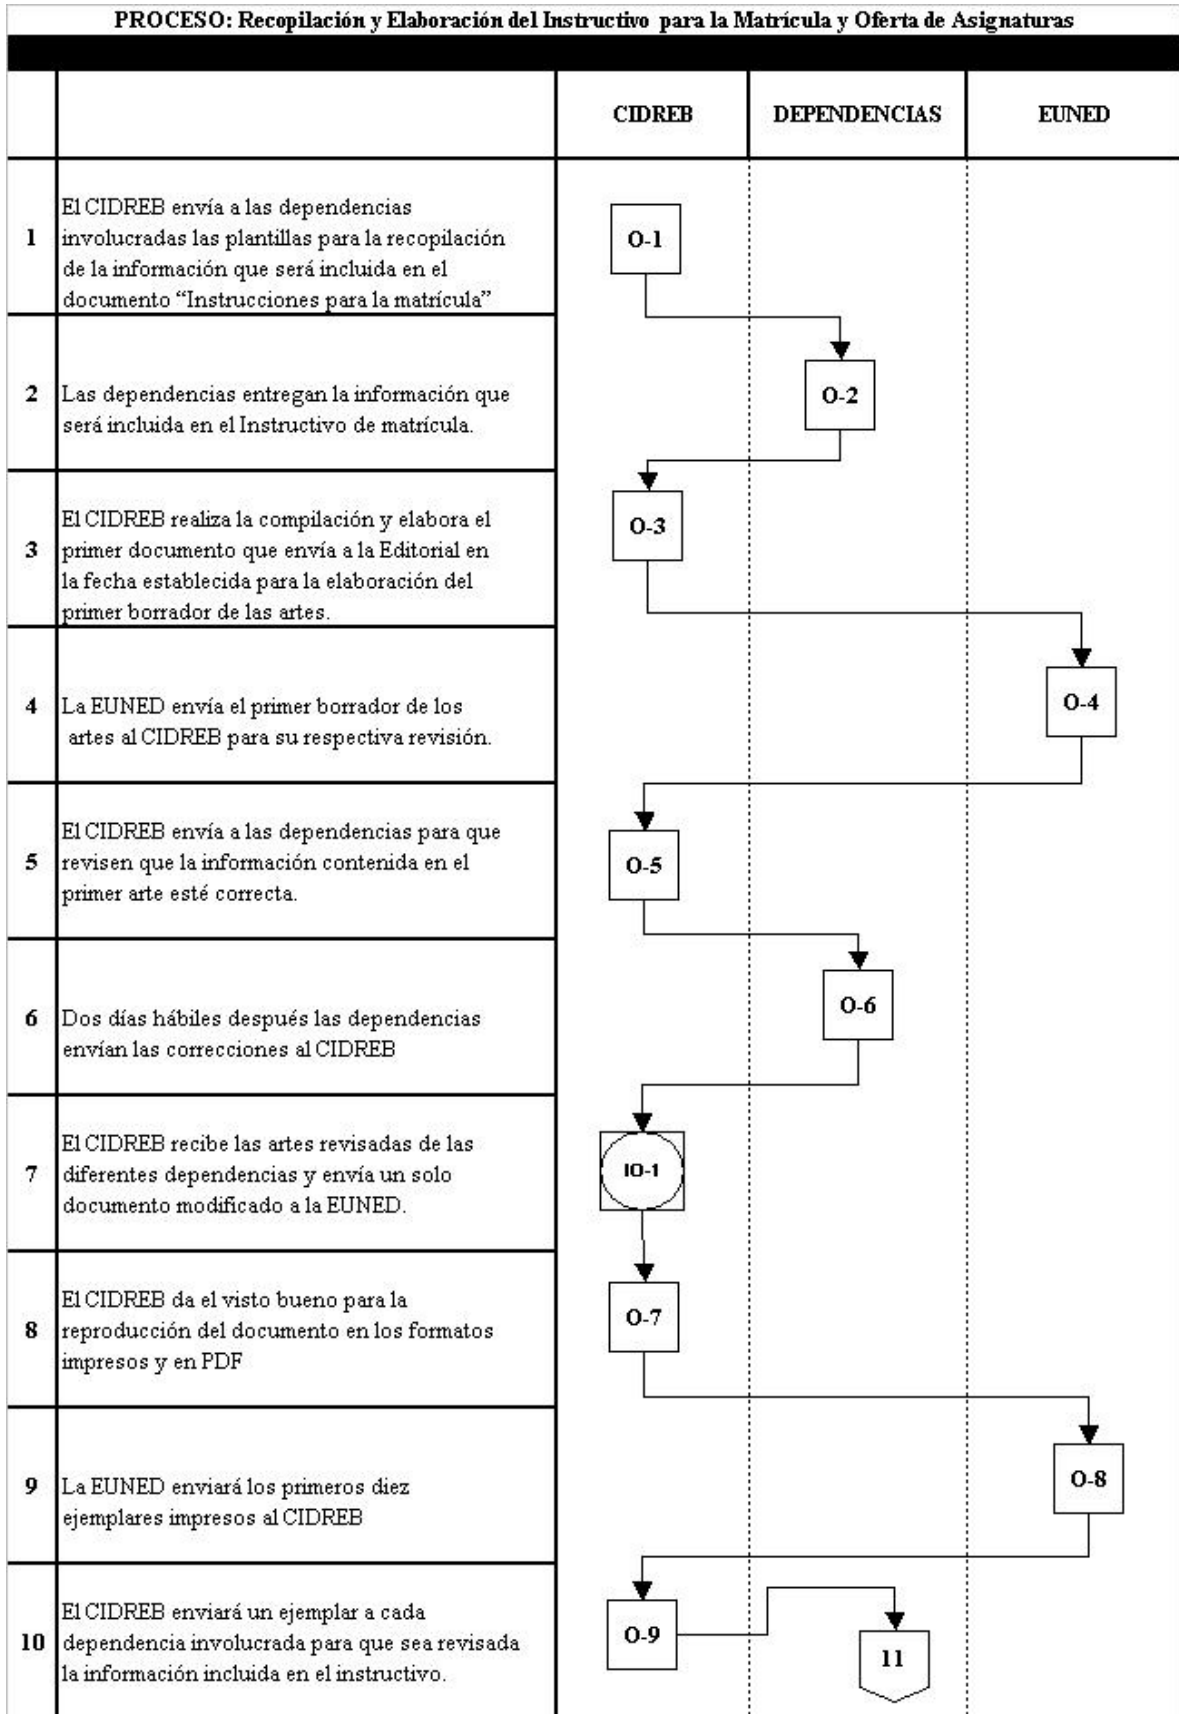 PROCESO: Recopilación y Elaboración del Instructivo para la Matrícula y Oferta de Asignaturas
CIDREB DEPENDENCIAS EUNED
1
El CIDREB envía a las dependencias
involucradas las plantillas para la recopilación
de la información que será incluida en el
documento “Instrucciones para la matrícula”
O-1
2
Las dependencias entregan la información que
será incluida en el Instructivo de matrícula.
O-2
3
El CIDREB realiza la compilación y elabora el
primer documento que envía a la Editorial en
la fecha establecida para la elaboración del
primer borrador de las artes.
O-3
4
La EUNED envía el primer borrador de los
artes al CIDREB para su respectiva revisión.
O-4
5
El CIDREB envía a las dependencias para que
revisen que la información contenida en el
primer arte esté correcta.
O-5
6
Dos días hábiles después las dependencias
envían las correcciones al CIDREB
O-6
7
El CIDREB recibe las artes revisadas de las
diferentes dependencias y envía un solo
documento modificado a la EUNED.
IO-1
8
El CIDREB da el visto bueno para la
reproducción del documento en los formatos
impresos y en PDF
O-7
9
La EUNED enviará los primeros diez
ejemplares impresos al CIDREB
O-8
10
El CIDREB enviará un ejemplar a cada
dependencia involucrada para que sea revisada
la información incluida en el instructivo.
O-9
11